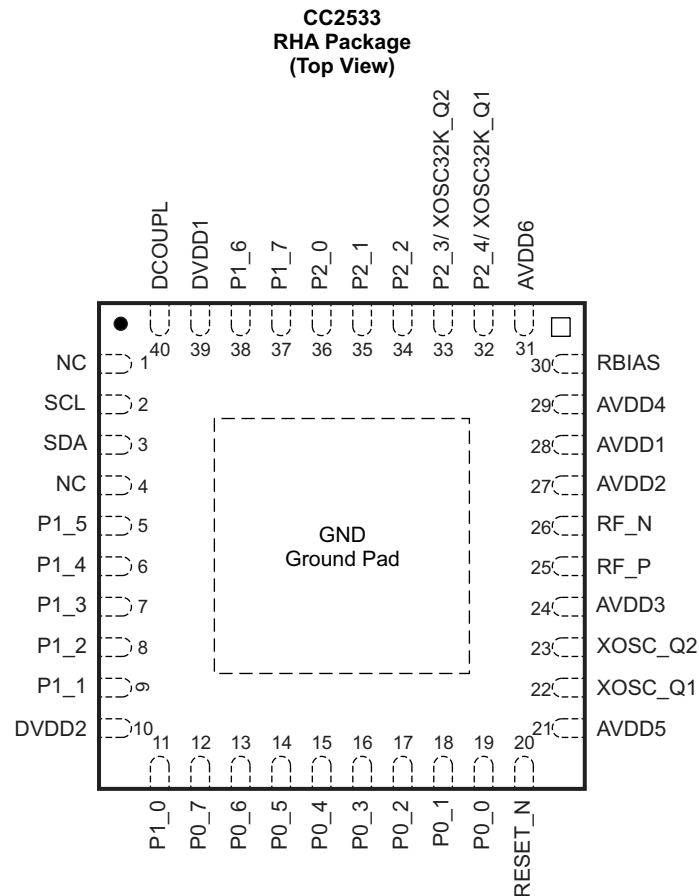 CC2533
RHA Package
(Top View)
DCOUPL
DVDD1
P1_6
P1_7
P2_0
P2_1
P2_2
P2_3/ XOSC32K_Q2
P2_4/ XOSC32K_Q1
AVDD6
40 39 38 37 36 35 34 33 32 31
NC 1
SCL 2
SDA 3
NC 4
P1_5 5
P1_4 6
P1_3 7
P1_2 8
P1_1 9
DVDD2 10
30 RBIAS
29 AVDD4
28 AVDD1
27 AVDD2
26 RF_N
25 RF_P
24 AVDD3
23 XOSC_Q2
22 XOSC_Q1
21 AVDD5
GND
Ground Pad
11 12 13 14 15 16 17 18 19 20
P1_0
P0_7
P0_6
P0_5
P0_4
P0_3
P0_2
P0_1
P0_0
RESET_N